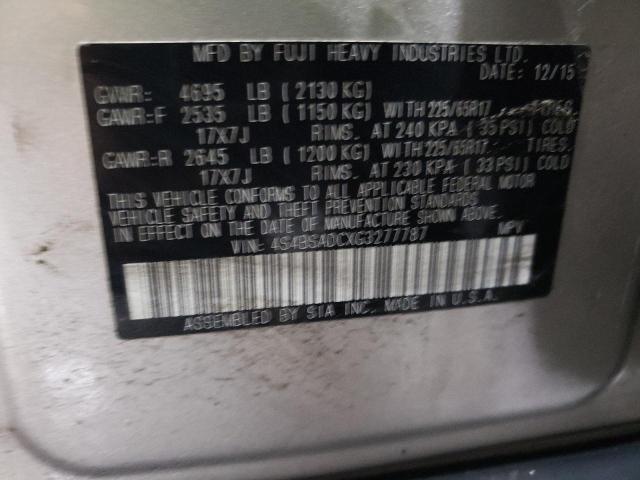 MFD BY FUJI HEAVY INDUSTRIES LTD.
DATE: 12/15
GVWR: 4695 LB ( 2130 KG)
GAWR:F 2535 LB ( 1150 KG) WITH 225/65R17
17X7J RIMS. AT 240 KPA ( 35 PSI) COLD
GAWR:R 2645 LB ( 1200 KG) WITH 225/65R17 TIRES.
17X7J RIMS. AT 230 KPA ( 33 PSI) COLD
THIS VEHICLE CONFORMS TO ALL APPLICABLE FEDERAL MOTOR
VEHICLE SAFETY AND THEFT PREVENTION STANDARDS
IN EFFECT ON THE DATE OF MANUFACTURE SHOWN ABOVE.
VIN: 4S4BSADCXG3277787 MPV
ASSEMBLED BY SIA INC. MADE IN U.S.A.